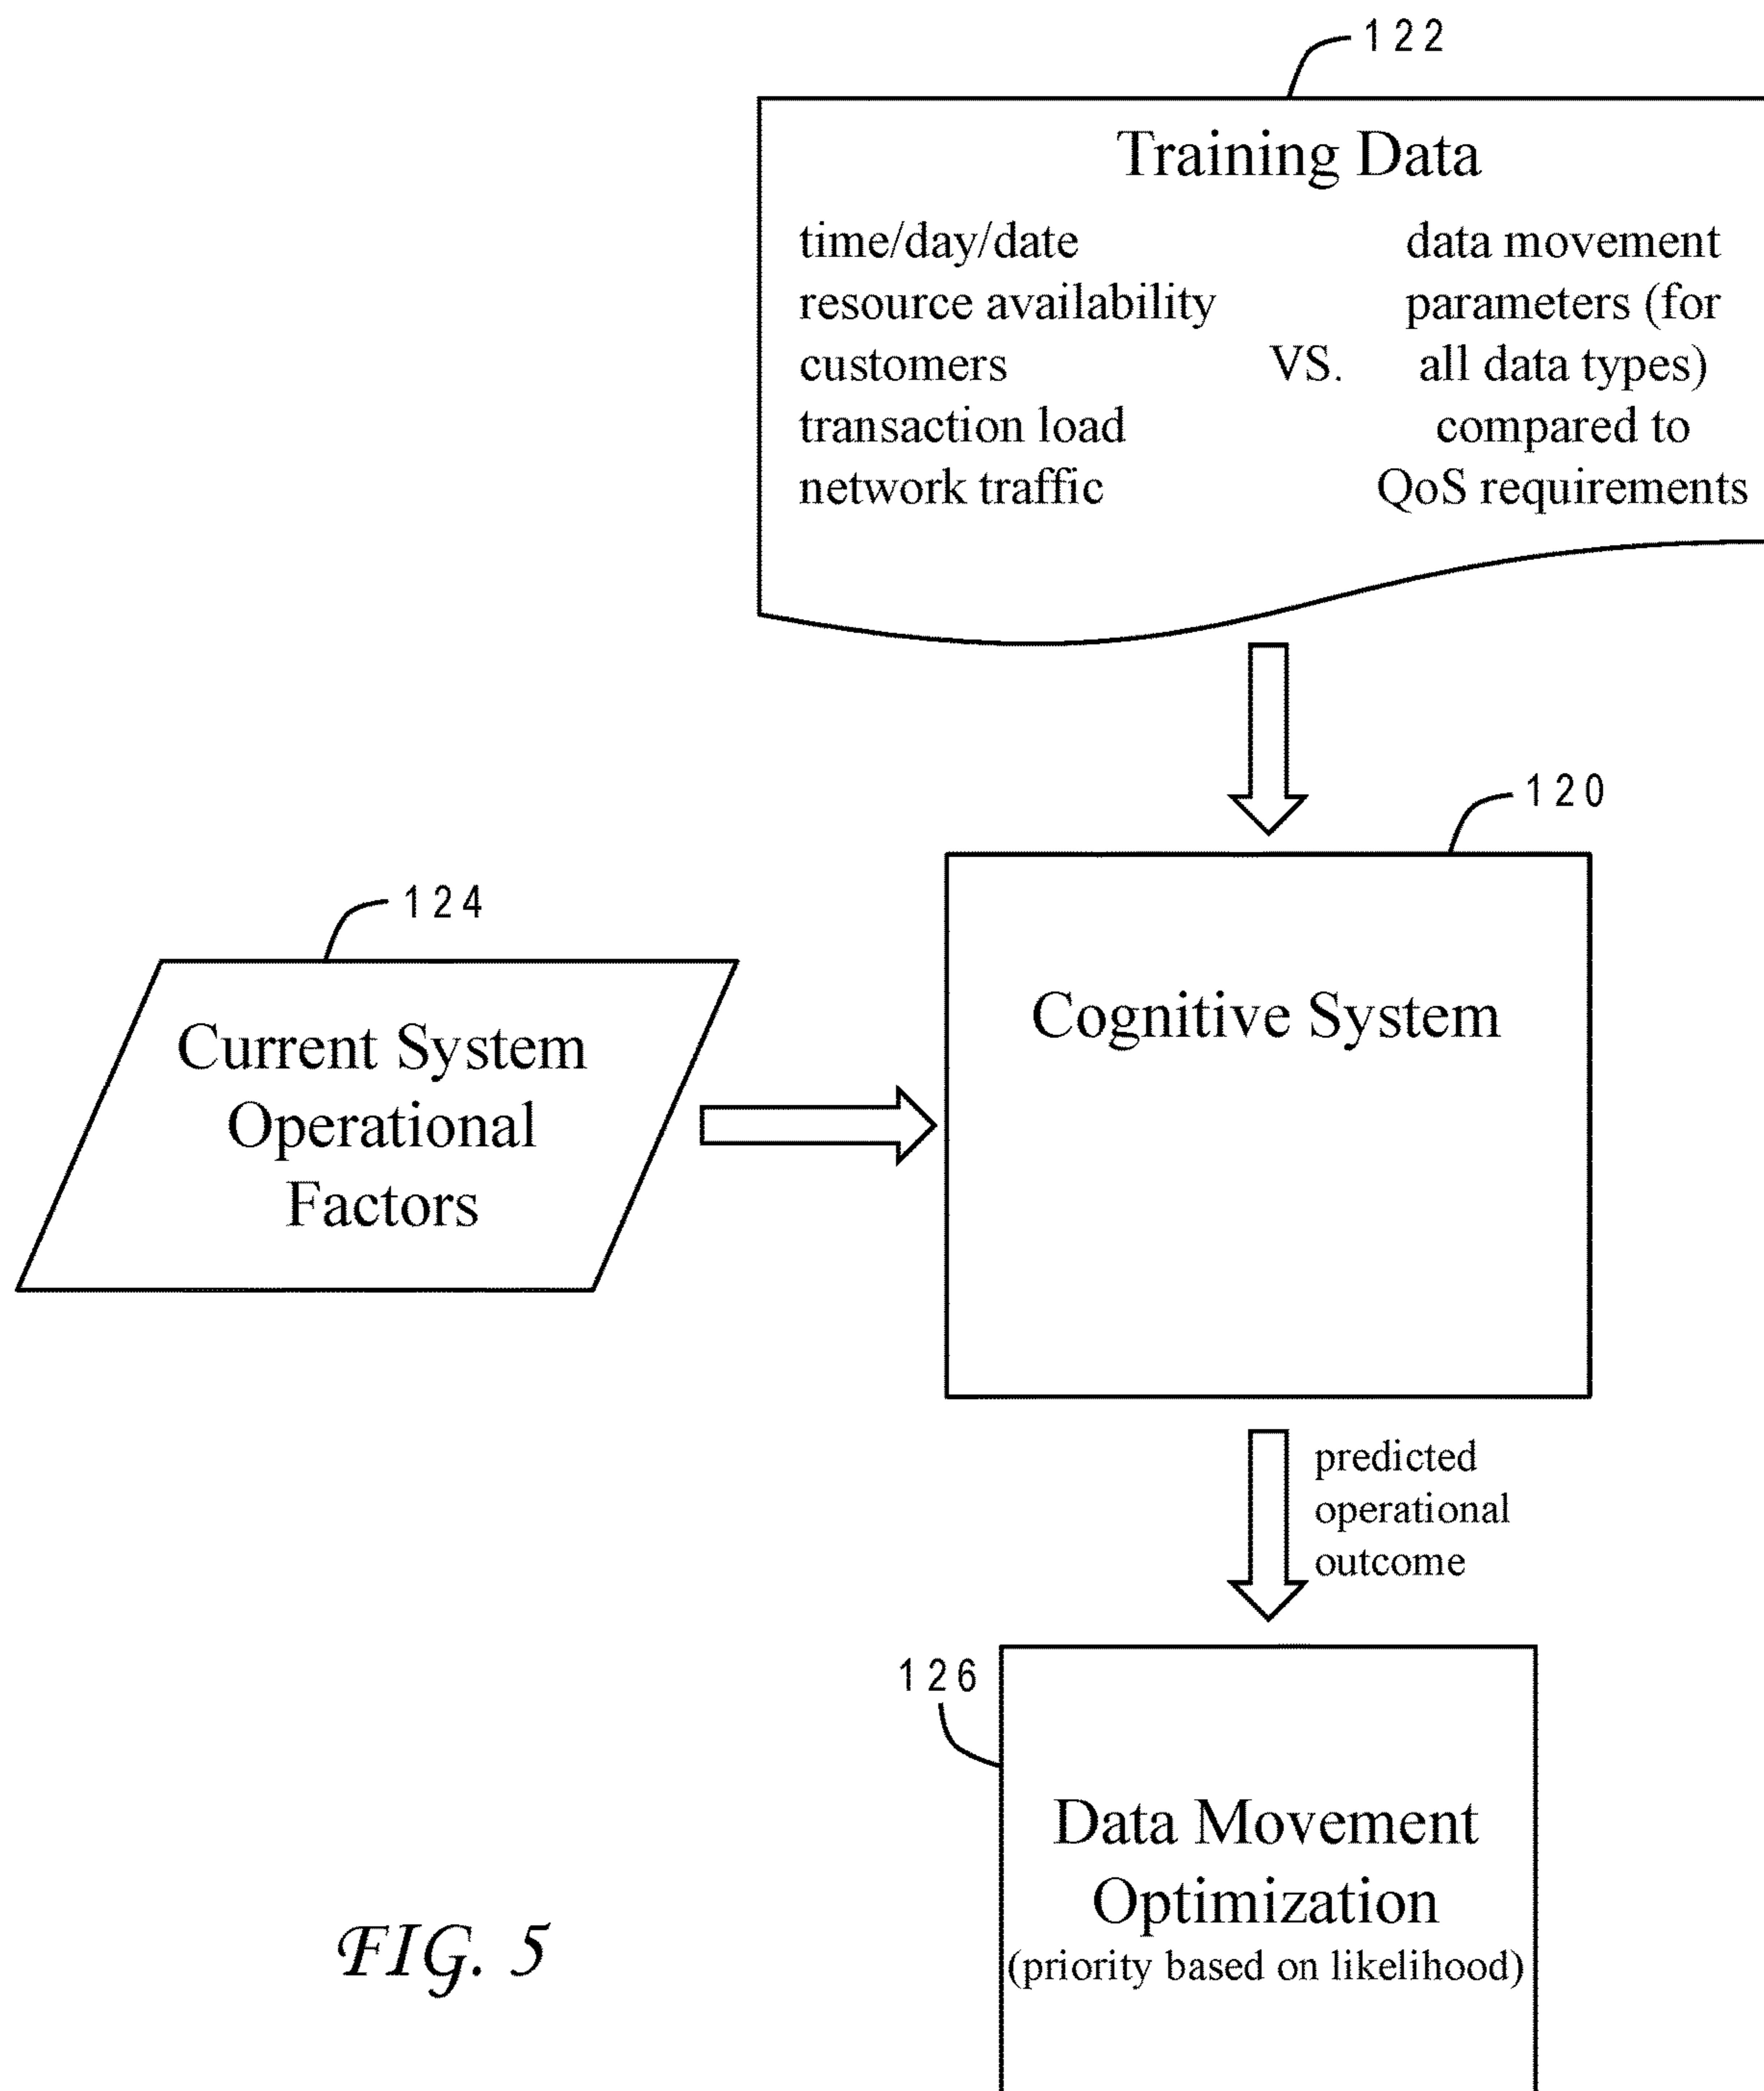 122
Training Data
time/day/date
resource availability
customers
transaction load
network traffic
VS.
data movement
parameters (for
all data types)
compared to
QoS requirements
120
Cognitive System
124
Current System
Operational
Factors
predicted
operational
outcome
126
Data Movement
Optimization
(priority based on likelihood)
FIG. 5